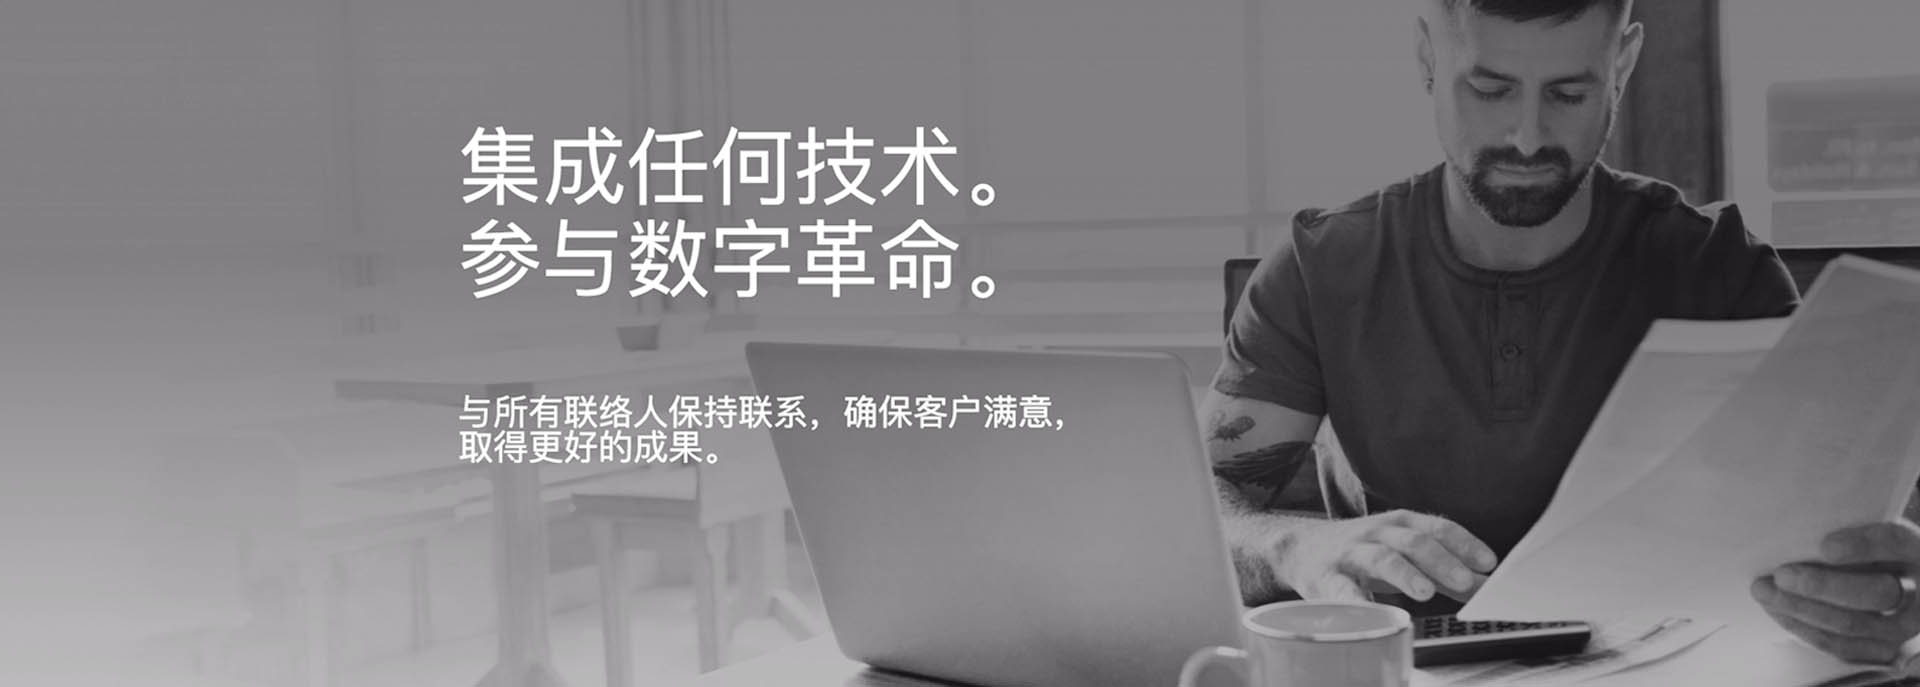 集成任何技术。
参与数字革命。
与所有联络人保持联系，确保客户满意，
取得更好的成果。